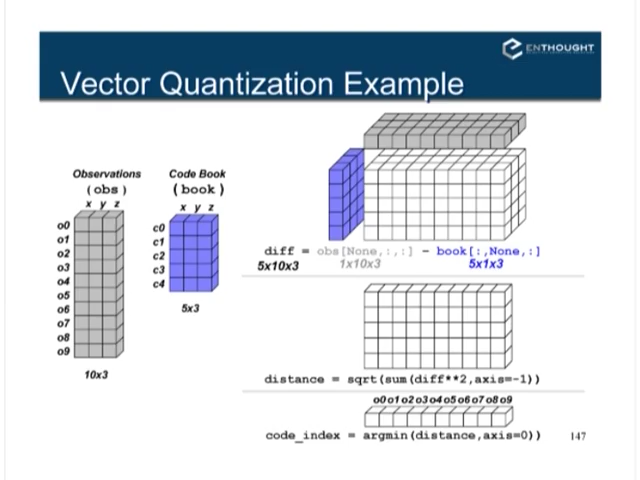 ENTHOUGHT
Vector Quantization Example
Observations
(obs)
x y z
o0
o1
o2
o3
o4
o5
o6
o7
o8
o9
10x3
Code Book
(book)
x y z
c0
c1
c2
c3
c4
5x3
diff = obs[None,:,:] - book[:,None,:]
5x10x3 1x10x3 5x1x3
distance = sqrt(sum(diff**2,axis=-1))
o0 o1 o2 o3 o4 o5 o6 o7 o8 o9
code_index = argmin(distance,axis=0))
147